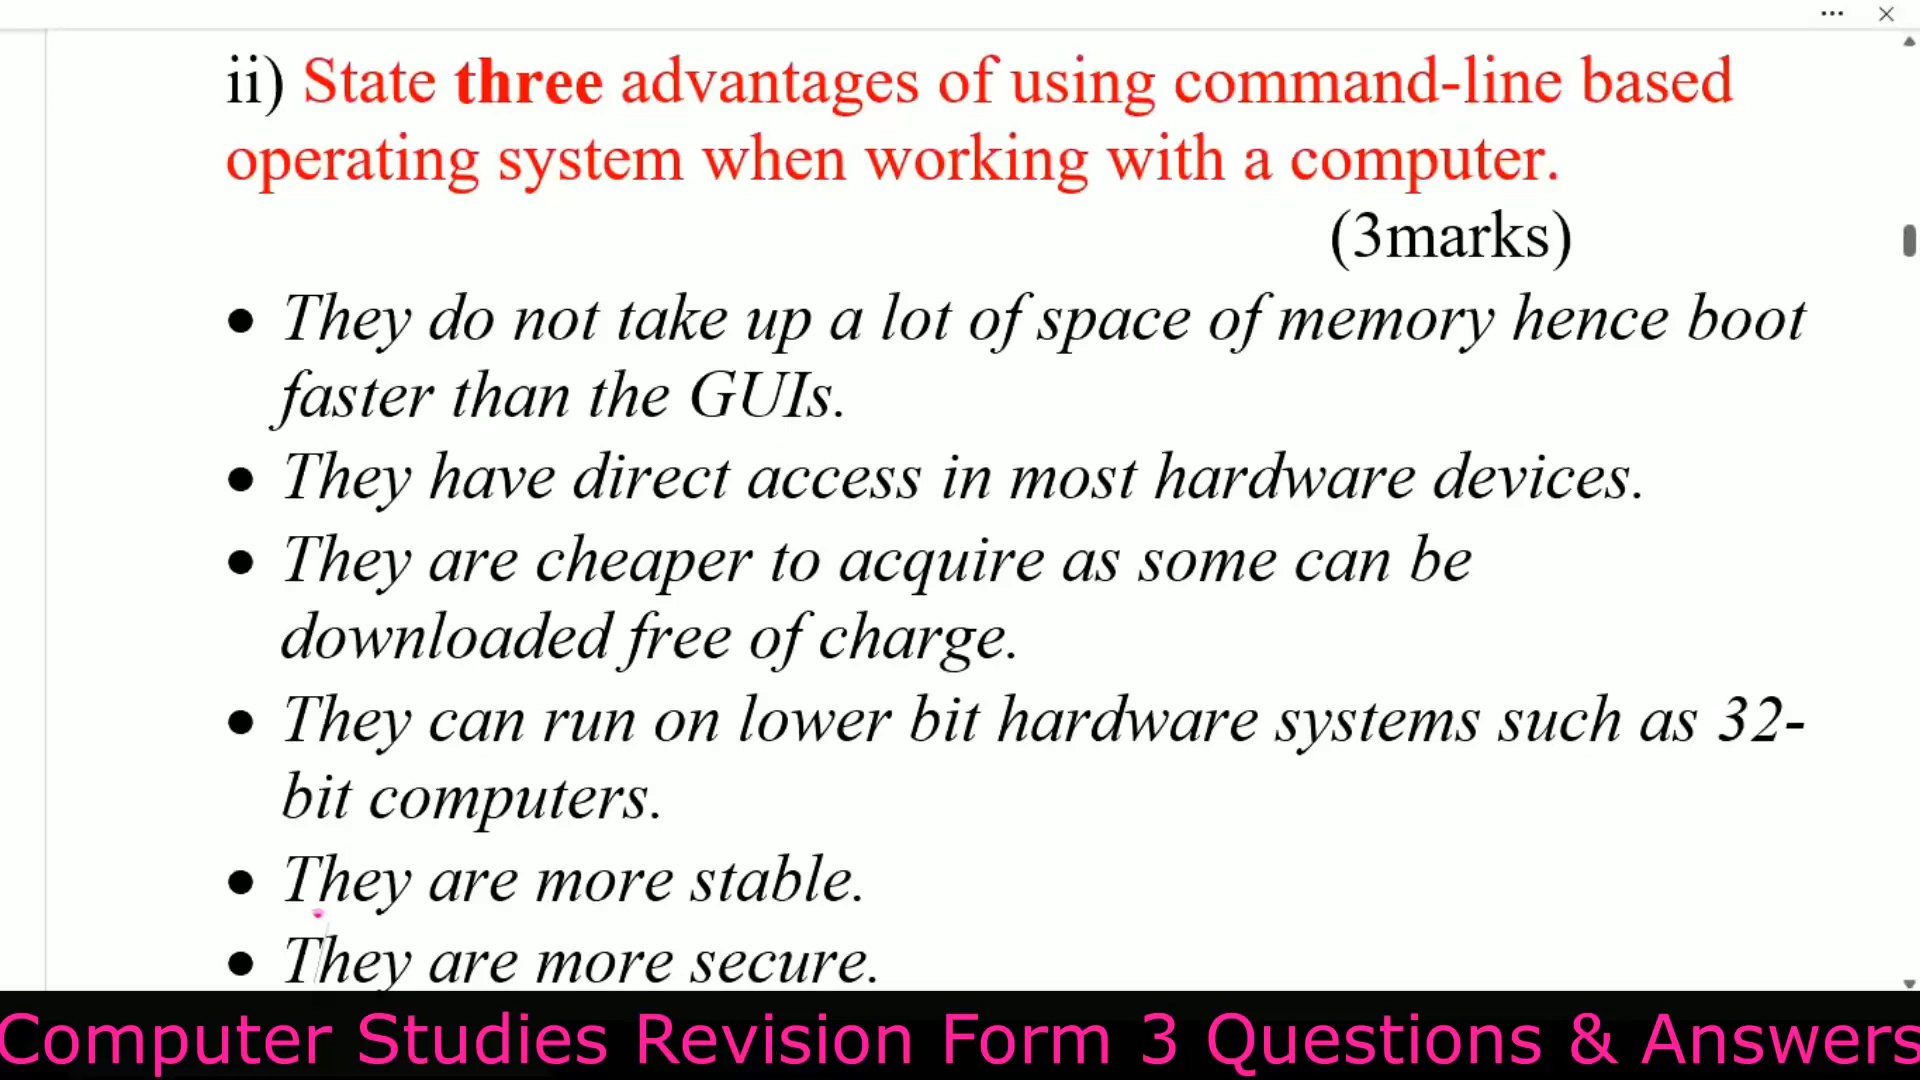 ii) State three advantages of using command-line based
operating system when working with a computer.
(3marks)
● They do not take up a lot of space of memory hence boot
faster than the GUIs.
● They have direct access in most hardware devices.
● They are cheaper to acquire as some can be
downloaded free of charge.
● They can run on lower bit hardware systems such as 32-
bit computers.
● They are more stable.
● They are more secure.
Computer Studies Revision Form 3 Questions & Answers